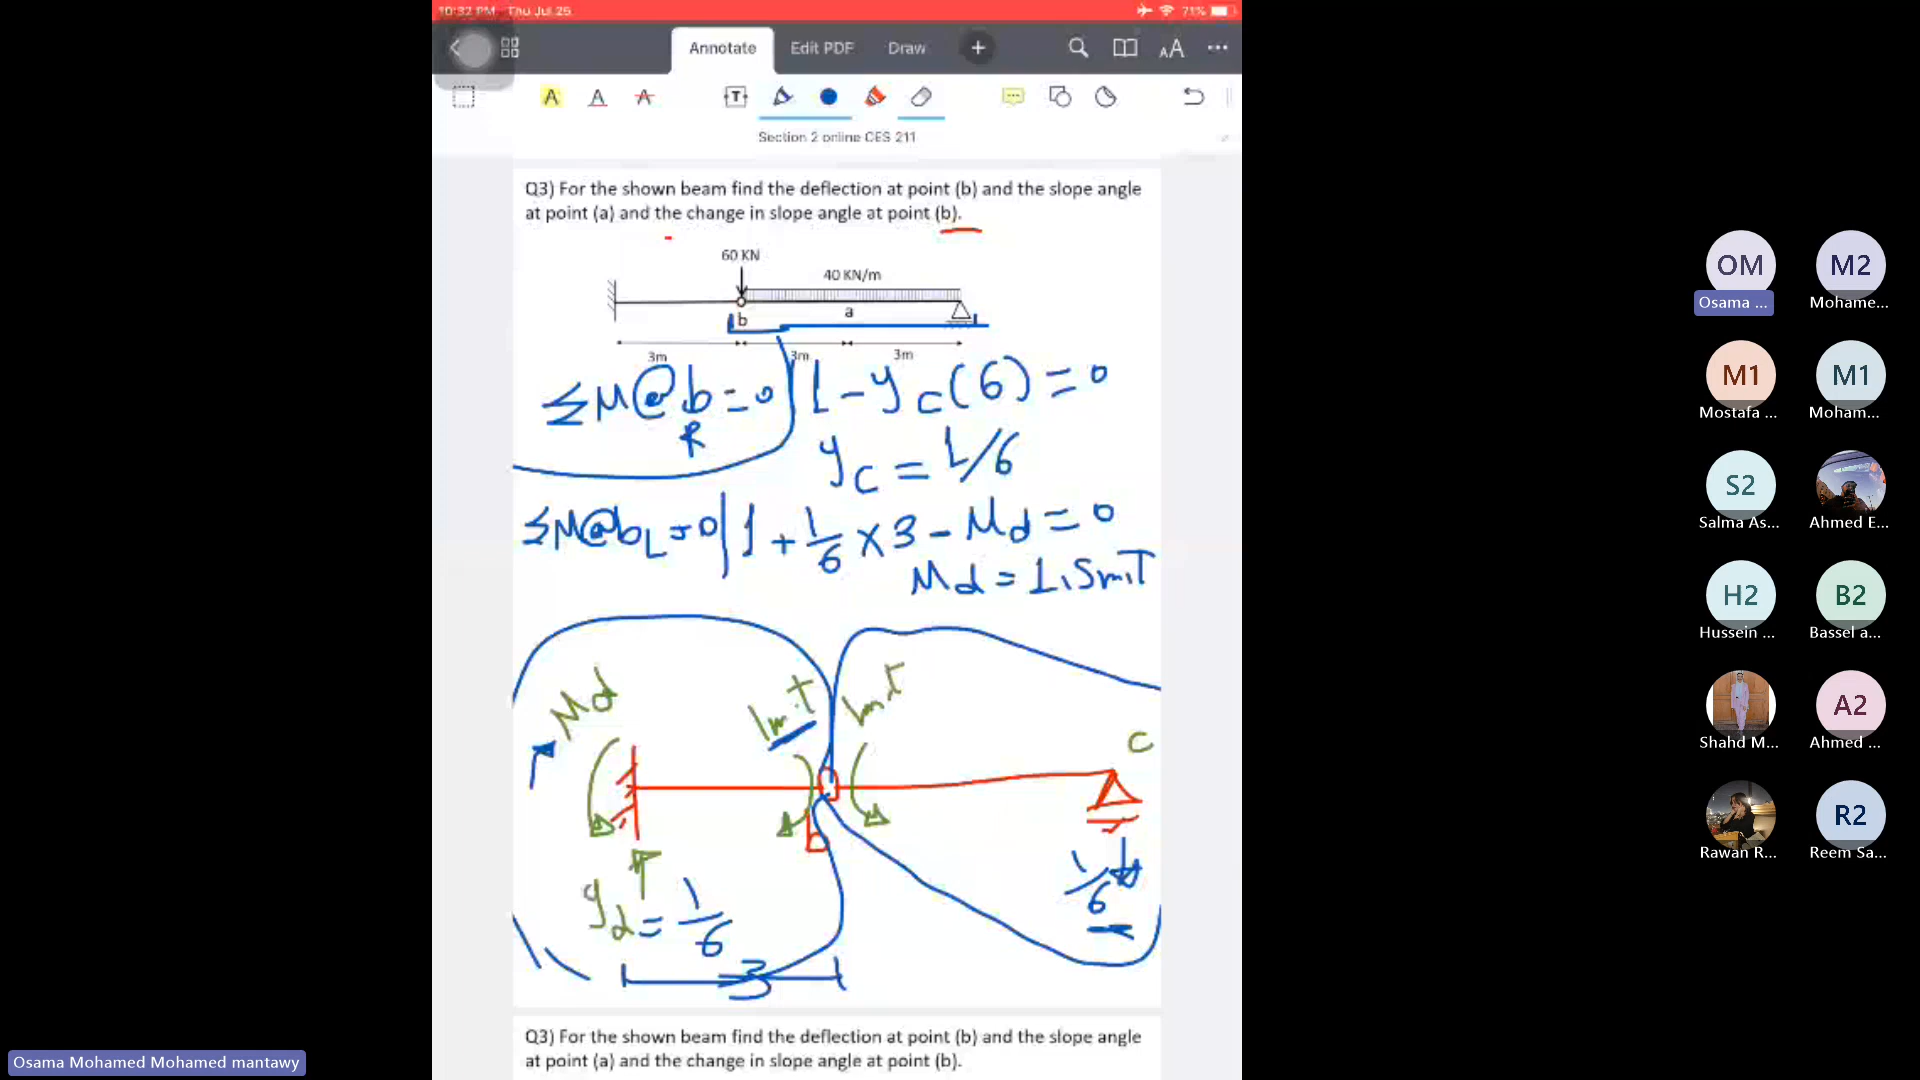 10:32 PM Thu Jul 25
71%
Annotate
Edit PDF
Draw
Section 2 online CES 211
Q3) For the shown beam find the deflection at point (b) and the slope angle
at point (a) and the change in slope angle at point (b).
60 KN
40 KN/m
b
a
3m
3m
3m
ΣM@b=0 | 1-yc(6)=0
R
yc = 1/6
ΣM@bL=0 | 1 + 1/6 × 3 - Md = 0
Md = 1.5m.T
Md
1m.T
1m.T
C
b
yd = 1/6
1/6
3
Q3) For the shown beam find the deflection at point (b) and the slope angle
at point (a) and the change in slope angle at point (b).
OM
Osama ...
M2
Mohame...
M1
Mostafa ...
M1
Moham...
S2
Salma As...
Ahmed E...
H2
Hussein ...
B2
Bassel a...
Shahd M...
A2
Ahmed ...
Rawan R...
R2
Reem Sa...
Osama Mohamed Mohamed mantawy